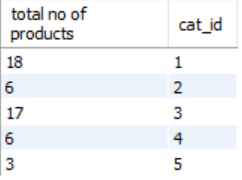 total no of
products cat_id
18 1
6 2
17 3
6 4
3 5